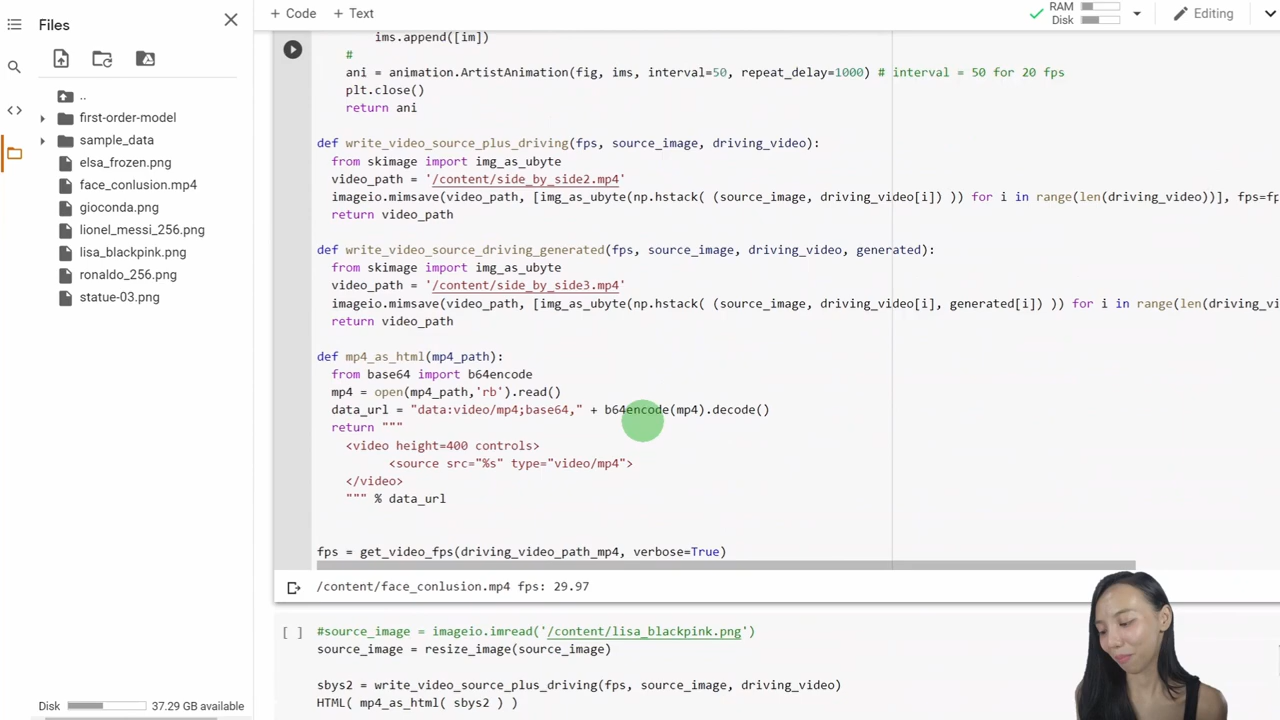 Files
+ Code + Text
RAM
Disk
Editing
..
first-order-model
sample_data
elsa_frozen.png
face_conlusion.mp4
gioconda.png
lionel_messi_256.png
lisa_blackpink.png
ronaldo_256.png
statue-03.png
Disk
37.29 GB available
ims.append([im])
#
ani = animation.ArtistAnimation(fig, ims, interval=50, repeat_delay=1000) # interval = 50 for 20 fps
plt.close()
return ani
def write_video_source_plus_driving(fps, source_image, driving_video):
from skimage import img_as_ubyte
video_path = '/content/side_by_side2.mp4'
imageio.mimsave(video_path, [img_as_ubyte(np.hstack( (source_image, driving_video[i]) )) for i in range(len(driving_video))], fps=fp
return video_path
def write_video_source_driving_generated(fps, source_image, driving_video, generated):
from skimage import img_as_ubyte
video_path = '/content/side_by_side3.mp4'
imageio.mimsave(video_path, [img_as_ubyte(np.hstack( (source_image, driving_video[i], generated[i]) )) for i in range(len(driving_vi
return video_path
def mp4_as_html(mp4_path):
from base64 import b64encode
mp4 = open(mp4_path,'rb').read()
data_url = "data:video/mp4;base64," + b64encode(mp4).decode()
return """
<video height=400 controls>
<source src="%s" type="video/mp4">
</video>
""" % data_url
fps = get_video_fps(driving_video_path_mp4, verbose=True)
/content/face_conlusion.mp4 fps: 29.97
[ ] #source_image = imageio.imread('/content/lisa_blackpink.png')
source_image = resize_image(source_image)
sbys2 = write_video_source_plus_driving(fps, source_image, driving_video)
HTML( mp4_as_html( sbys2 ) )